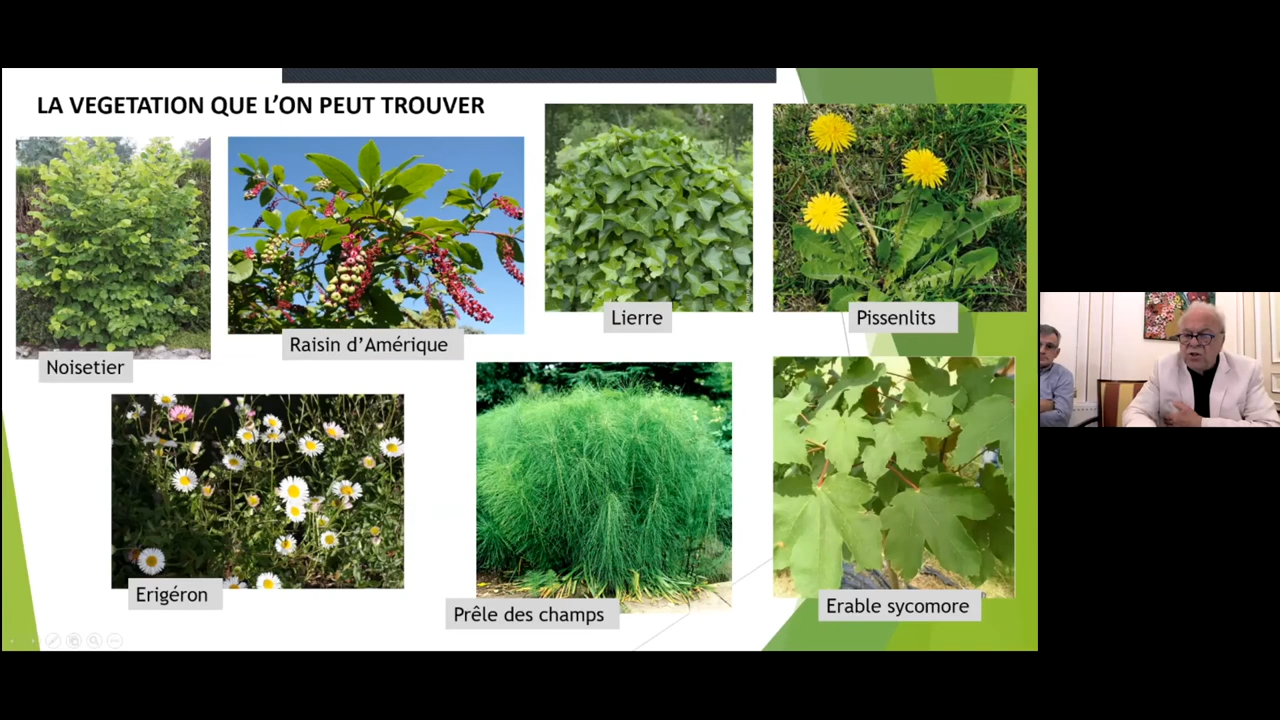 LA VEGETATION QUE L’ON PEUT TROUVER
Noisetier
Raisin d’Amérique
Lierre
Pissenlits
Erigéron
Prêle des champs
Erable sycomore